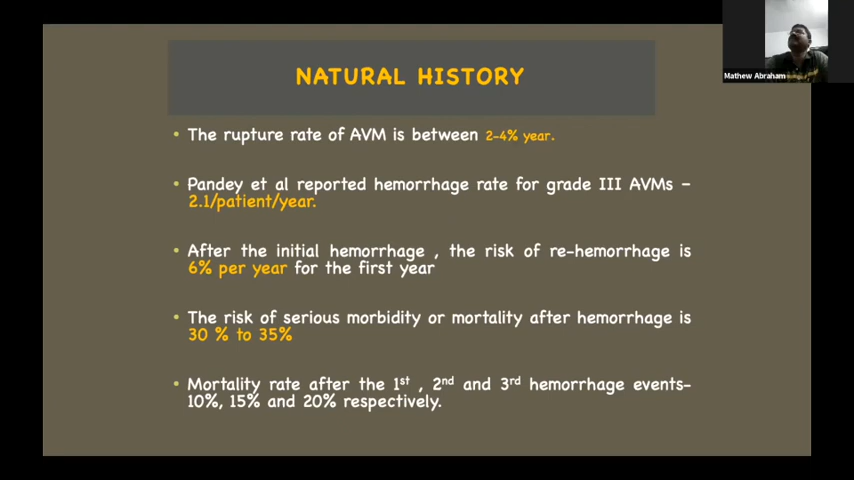 Mathew Abraham
NATURAL HISTORY
• The rupture rate of AVM is between 2-4% year.
• Pandey et al reported hemorrhage rate for grade III AVMs –
2.1/patient/year.
• After the initial hemorrhage , the risk of re-hemorrhage is
6% per year for the first year
• The risk of serious morbidity or mortality after hemorrhage is
30 % to 35%
• Mortality rate after the 1st , 2nd and 3rd hemorrhage events-
10%, 15% and 20% respectively.